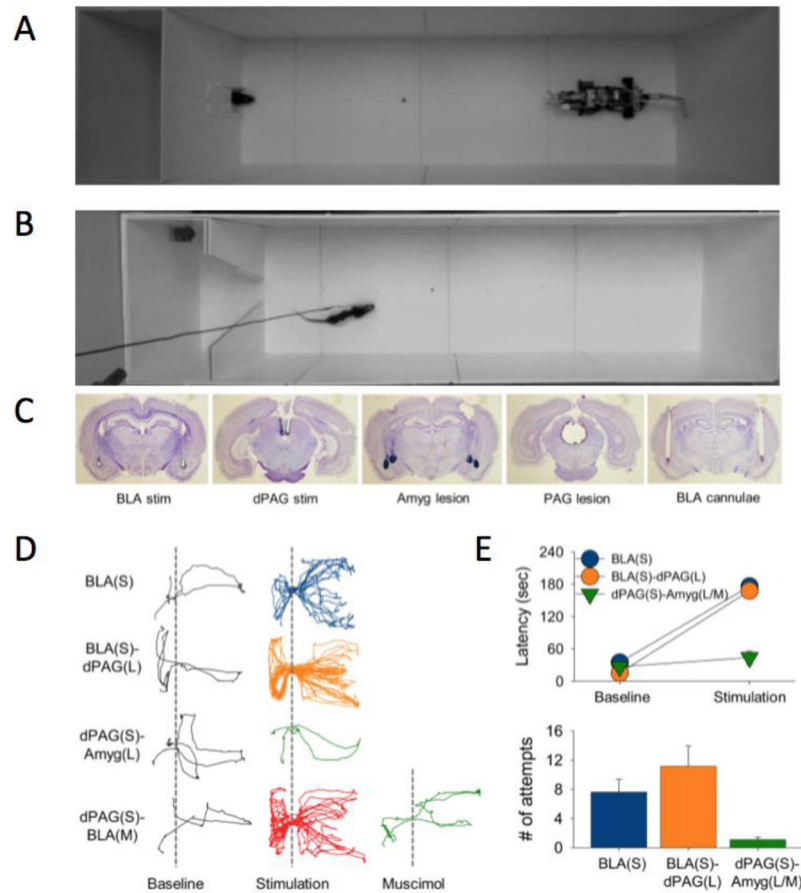 A
B
C
BLA stim
dPAG stim
Amyg lesion
PAG lesion
BLA cannulae
D
BLA(S)
BLA(S)-
dPAG(L)
dPAG(S)-
Amyg(L)
dPAG(S)-
BLA(M)
Baseline
Stimulation
Muscimol
E
Latency (sec)
240
180
120
60
0
BLA(S)
BLA(S)-dPAG(L)
dPAG(S)-Amyg(L/M)
Baseline
Stimulation
# of attempts
16
12
8
4
0
BLA(S)
BLA(S)-
dPAG(L)
dPAG(S)-
Amyg(L/M)